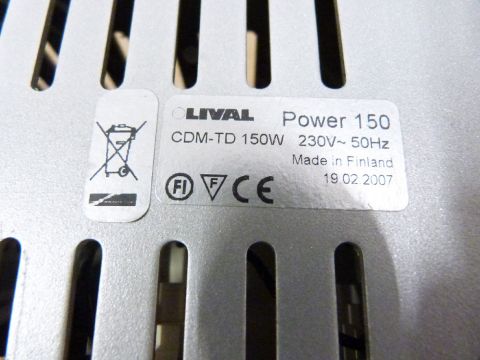 LIVAL Power 150
CDM-TD 150W 230V~ 50Hz
Made in Finland
19.02.2007
FI F CE